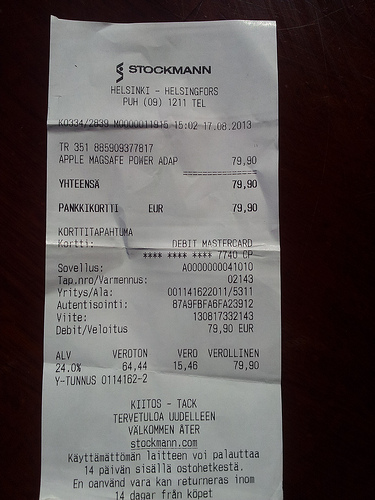 STOCKMANN
HELSINKI - HELSINGFORS
PUH (09) 1211 TEL
K0334/2839 M0000011915 15:02 17.08.2013
TR 351 885909377817
APPLE MAGSAFE POWER ADAP 79,90
YHTEENSÄ 79,90
PANKKIKORTTI EUR 79,90
KORTTITAPAHTUMA
Kortti: DEBIT MASTERCARD
**** **** **** 7740 CP
Sovellus: A0000000041010
Tap.nro/Varmennus: 02143
Yritys/Ala: 001141622011/5311
Autentisointi: 87A9FBFA6FA23912
Viite: 130817332143
Debit/Veloitus 79,90 EUR
ALV VEROTON VERO VEROLLINEN
24.0% 64,44 15,46 79,90
Y-TUNNUS 0114162-2
KIITOS - TACK
TERVETULOA UUDELLEEN
VÄLKOMMEN ÅTER
stockmann.com
Käyttämättömän laitteen voi palauttaa
14 päivän sisällä ostohetkestä.
En oanvänd vara kan returneras inom
14 dagar från köpet